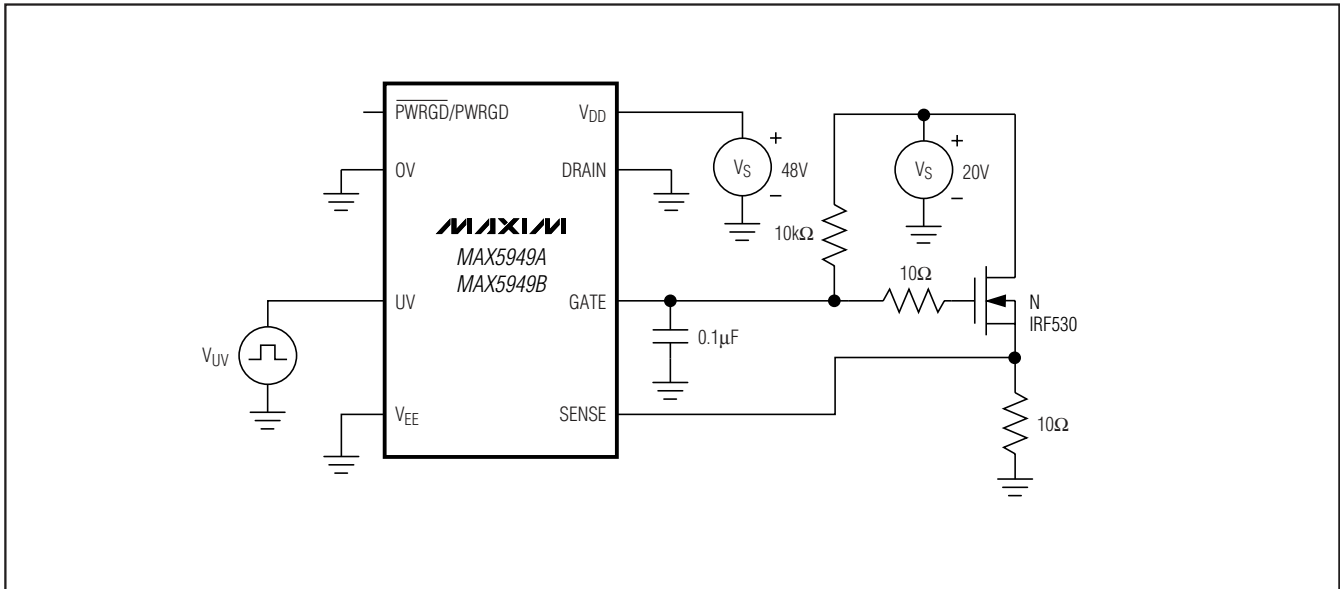 PWRGD/PWRGD
VDD
48V
VS
20V
VS
OV
DRAIN
MAXIM
MAX5949A
MAX5949B
10kΩ
10Ω
UV
GATE
N
IRF530
VUV
0.1µF
VEE
SENSE
10Ω
+
−
+
−